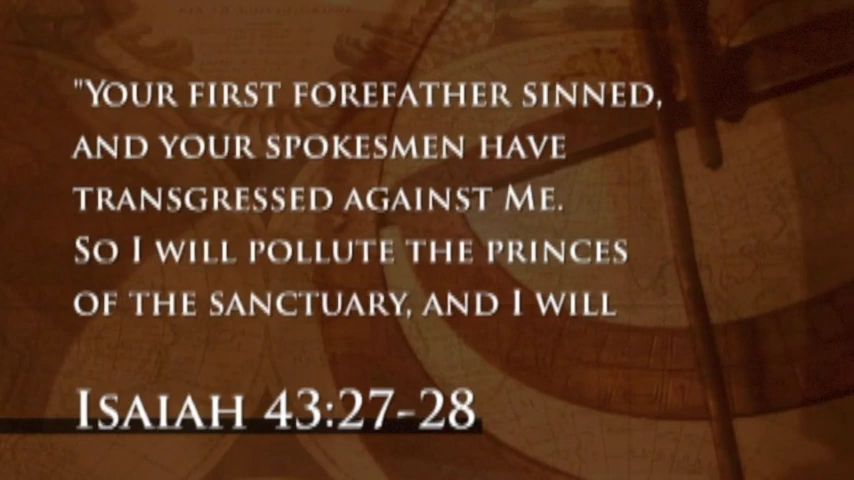 "Your first forefather sinned,
and your spokesmen have
transgressed against Me.
So I will pollute the princes
of the sanctuary, and I will
Isaiah 43:27-28